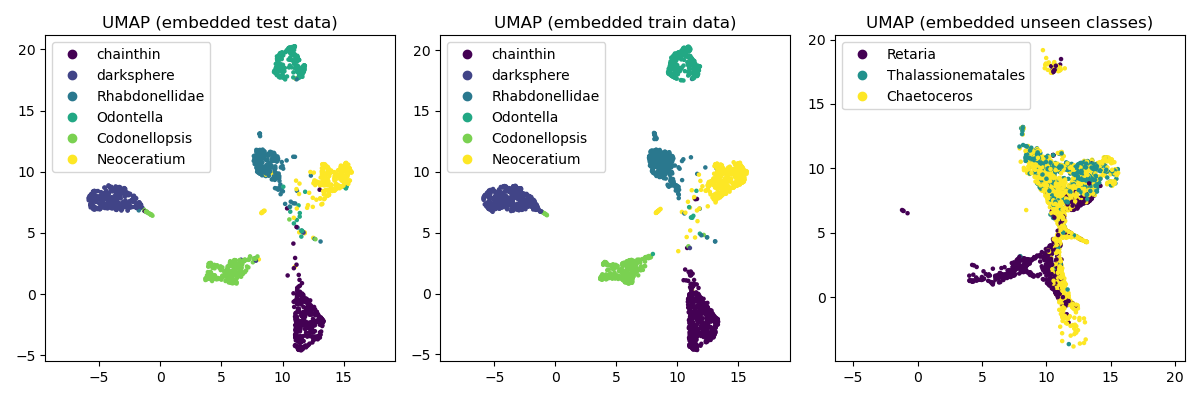 UMAP (embedded test data)
chainthin
darksphere
Rhabdonellidae
Odontella
Codonellopsis
Neoceratium
20
15
10
5
0
−5
−5
0
5
10
15
UMAP (embedded train data)
chainthin
darksphere
Rhabdonellidae
Odontella
Codonellopsis
Neoceratium
20
15
10
5
0
−5
−5
0
5
10
15
UMAP (embedded unseen classes)
Retaria
Thalassionematales
Chaetoceros
20
15
10
5
0
−5
0
5
10
15
20